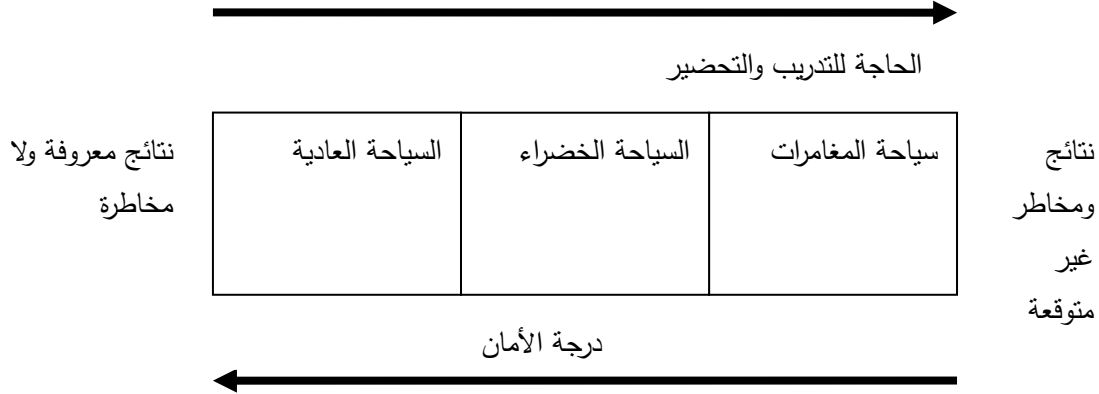 الحاجة للتدريب والتحضير
نتائج
ومخاطر
غير
متوقعة
سياحة المغامرات
السياحة الخضراء
السياحة العادية
نتائج معروفة ولا
مخاطرة
درجة الأمان